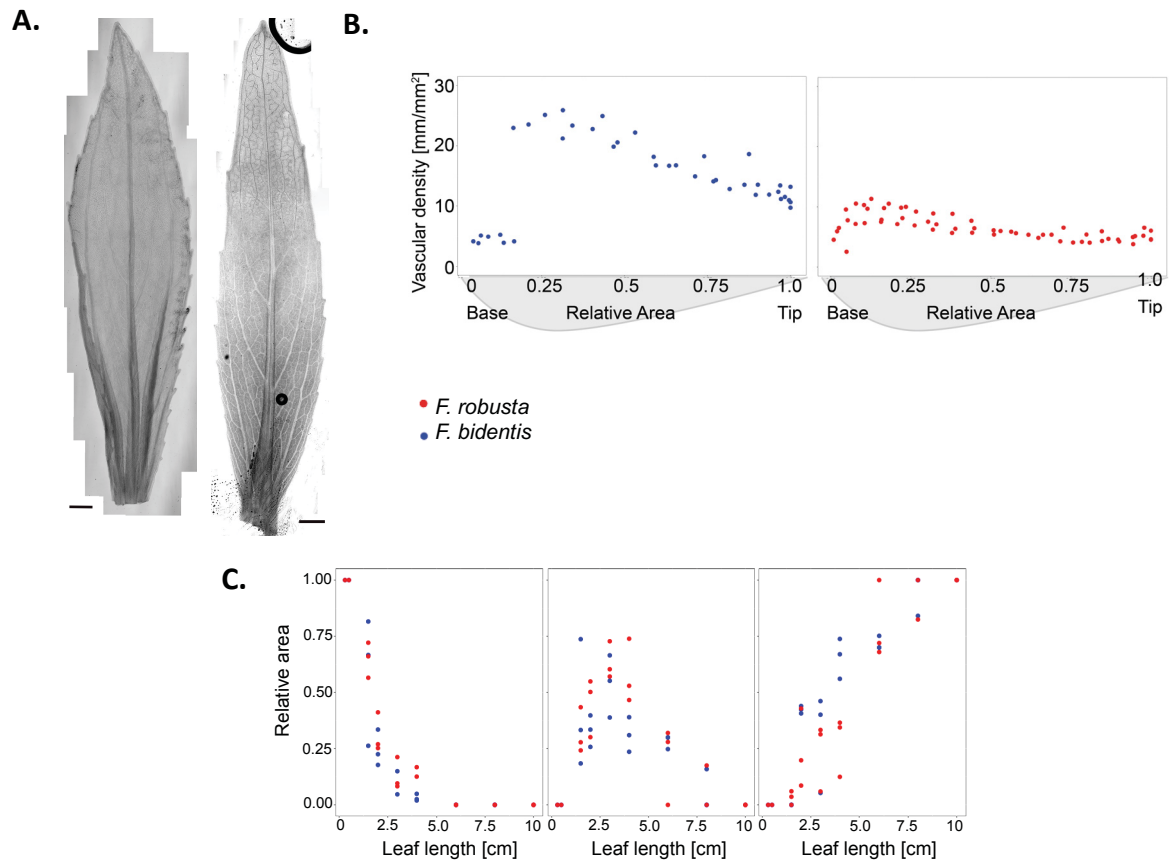 A.
B.
Vascular density [mm/mm²]
30
20
10
0
0 0.25 0.5 0.75 1.0
Base Relative Area Tip
0 0.25 0.5 0.75 1.0
Base Relative Area Tip
F. robusta
F. bidentis
C.
Relative area
1.00
0.75
0.50
0.25
0.00
0 2.5 5.0 7.5 10
Leaf length [cm]
0 2.5 5.0 7.5 10
Leaf length [cm]
0 2.5 5.0 7.5 10
Leaf length [cm]